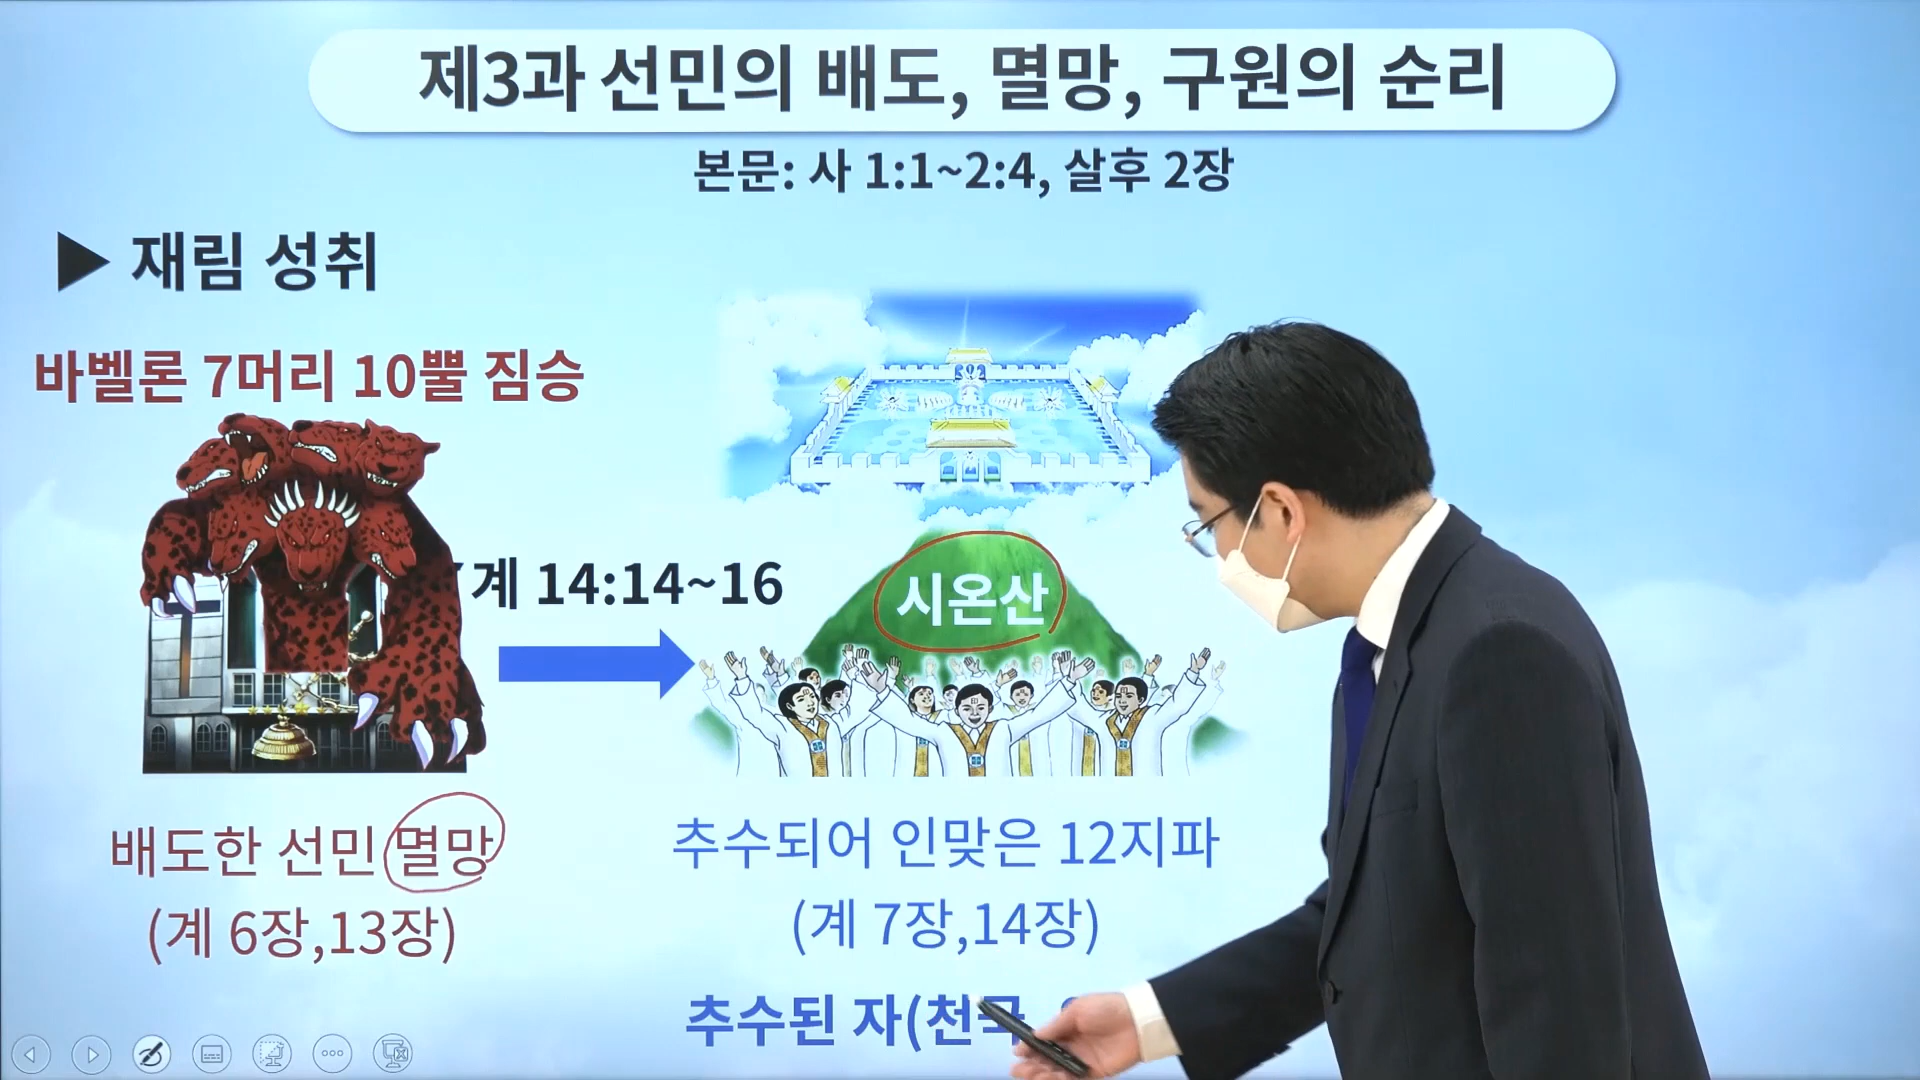 제3과 선민의 배도, 멸망, 구원의 순리
본문: 사 1:1~2:4, 살후 2장
▶ 재림 성취
바벨론 7머리 10뿔 짐승
계 14:14~16
시온산
배도한 선민 멸망
(계 6장,13장)
추수되어 인맞은 12지파
(계 7장,14장)
추수된 자(천국